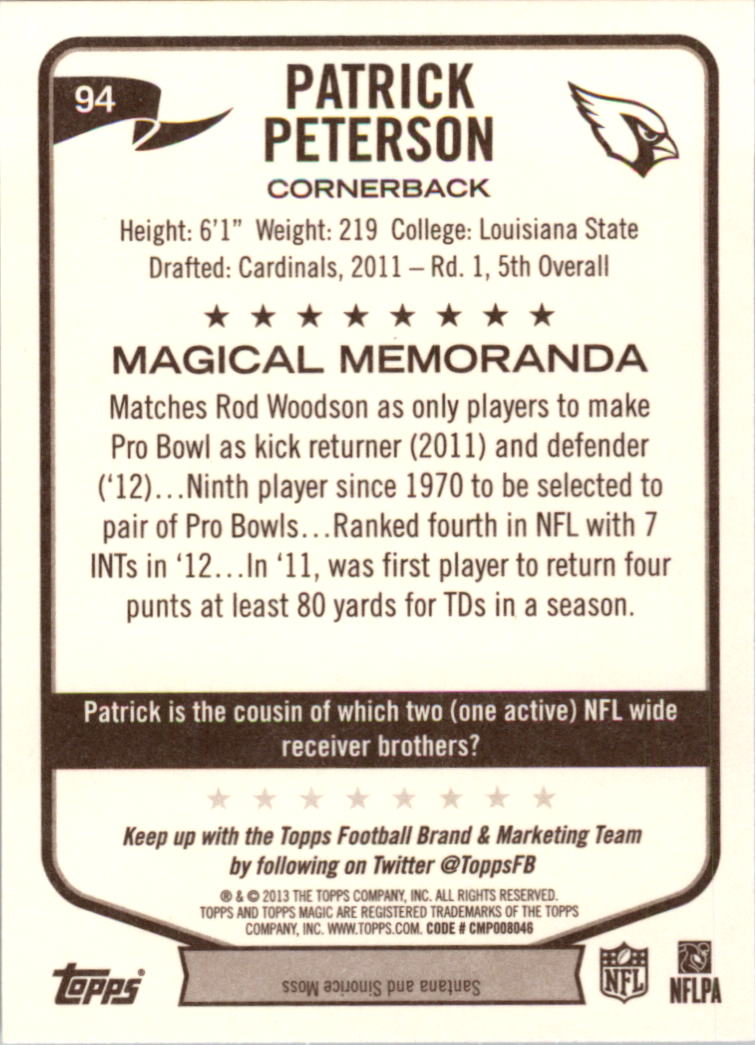 94
PATRICK
PETERSON
CORNERBACK
Height: 6'1” Weight: 219 College: Louisiana State
Drafted: Cardinals, 2011 – Rd. 1, 5th Overall
MAGICAL MEMORANDA
Matches Rod Woodson as only players to make
Pro Bowl as kick returner (2011) and defender
(‘12)...Ninth player since 1970 to be selected to
pair of Pro Bowls...Ranked fourth in NFL with 7
INTs in ‘12...In ‘11, was first player to return four
punts at least 80 yards for TDs in a season.
Patrick is the cousin of which two (one active) NFL wide
receiver brothers?
Keep up with the Topps Football Brand & Marketing Team
by following on Twitter @ToppsFB
® & © 2013 THE TOPPS COMPANY, INC. ALL RIGHTS RESERVED.
TOPPS AND TOPPS MAGIC ARE REGISTERED TRADEMARKS OF THE TOPPS
COMPANY, INC. WWW.TOPPS.COM. CODE # CMP008046
Topps®
Santana and Sinorice Moss
NFL
NFLPA